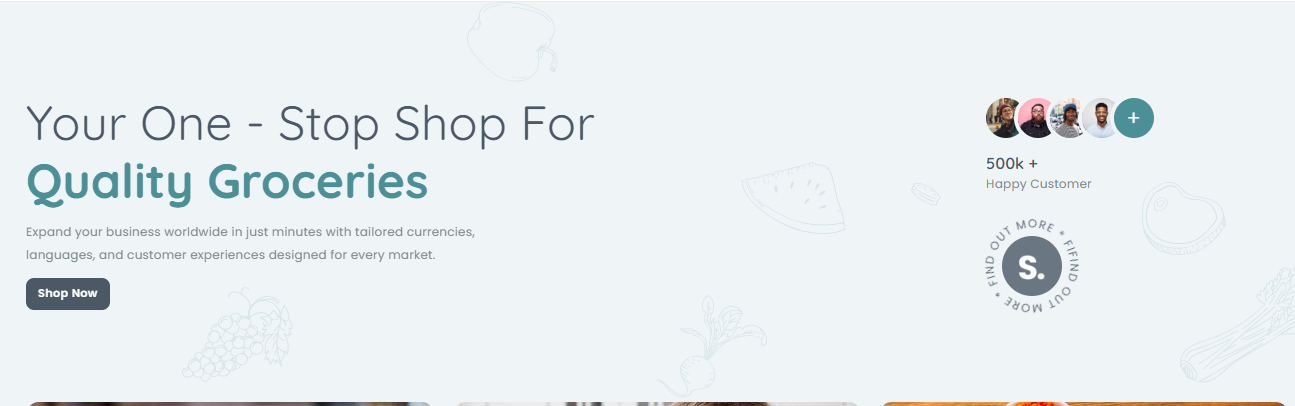 Your One - Stop Shop For
Quality Groceries
Expand your business worldwide in just minutes with tailored currencies,
languages, and customer experiences designed for every market.
Shop Now
+
500k +
Happy Customer
FIND OUT MORE * FIFIND OUT MORE *
S.